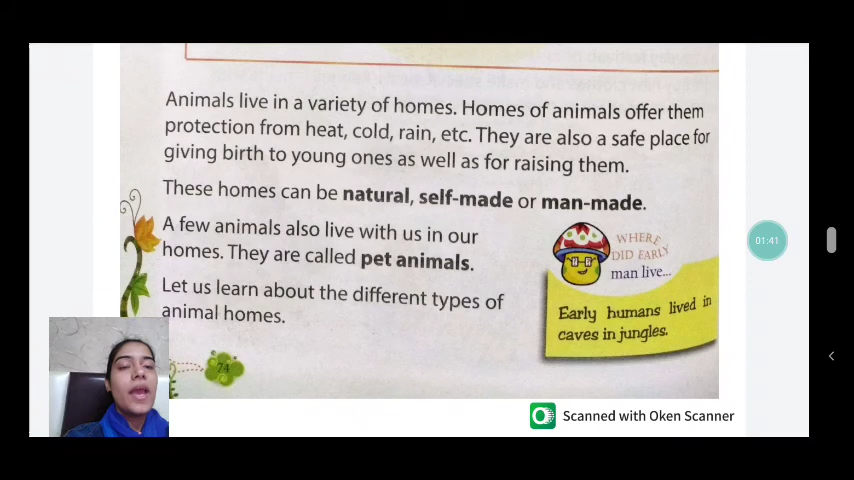 Animals live in a variety of homes. Homes of animals offer them
protection from heat, cold, rain, etc. They are also a safe place for
giving birth to young ones as well as for raising them.
These homes can be natural, self-made or man-made.
A few animals also live with us in our
homes. They are called pet animals.
Let us learn about the different types of
animal homes.
WHERE
DID EARLY
man live...
Early humans lived in
caves in jungles.
74
Scanned with Oken Scanner
01:41